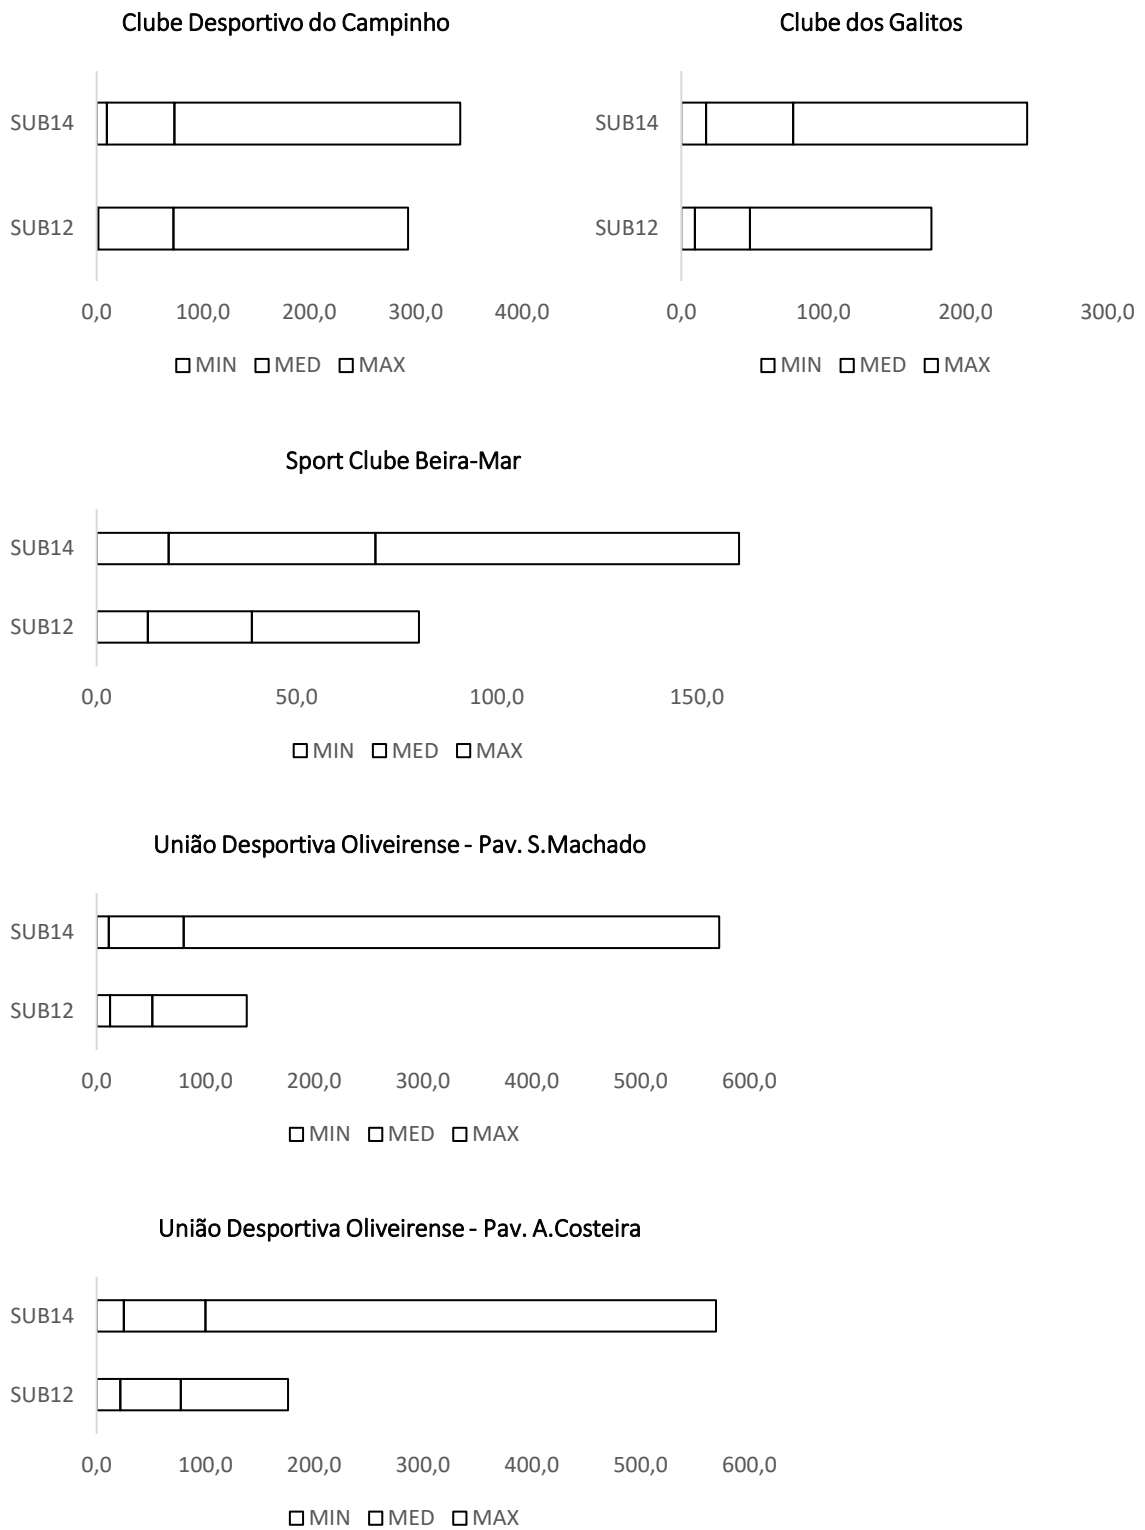 Clube Desportivo do Campinho
SUB14
SUB12
0,0 100,0 200,0 300,0 400,0
MIN MED MAX
Clube dos Galitos
SUB14
SUB12
0,0 100,0 200,0 300,0
MIN MED MAX
Sport Clube Beira-Mar
SUB14
SUB12
0,0 50,0 100,0 150,0
MIN MED MAX
União Desportiva Oliveirense - Pav. S.Machado
SUB14
SUB12
0,0 100,0 200,0 300,0 400,0 500,0 600,0
MIN MED MAX
União Desportiva Oliveirense - Pav. A.Costeira
SUB14
SUB12
0,0 100,0 200,0 300,0 400,0 500,0 600,0
MIN MED MAX